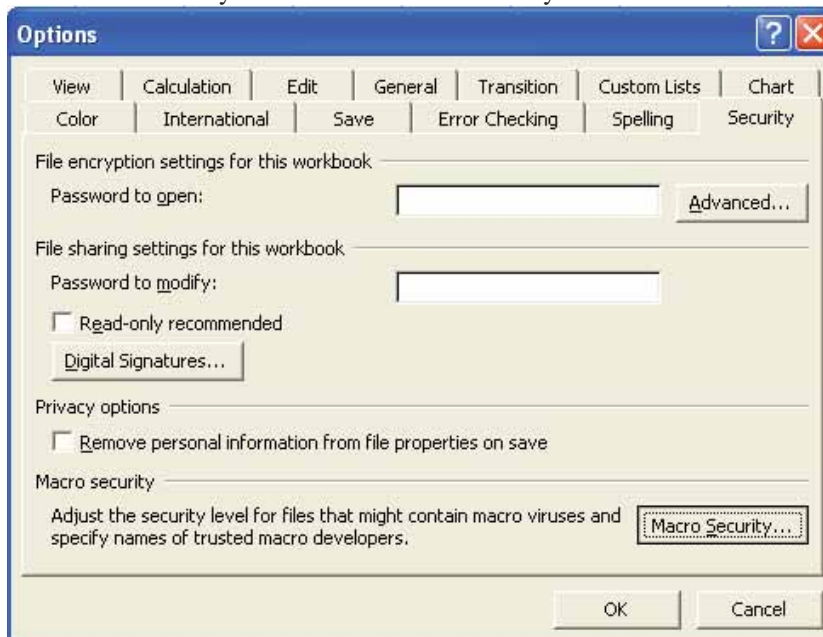 Options
View Calculation Edit General Transition Custom Lists Chart
Color International Save Error Checking Spelling Security
File encryption settings for this workbook
Password to open: Advanced...
File sharing settings for this workbook
Password to modify:
Read-only recommended
Digital Signatures...
Privacy options
Remove personal information from file properties on save
Macro security
Adjust the security level for files that might contain macro viruses and Macro Security...
specify names of trusted macro developers.
OK Cancel